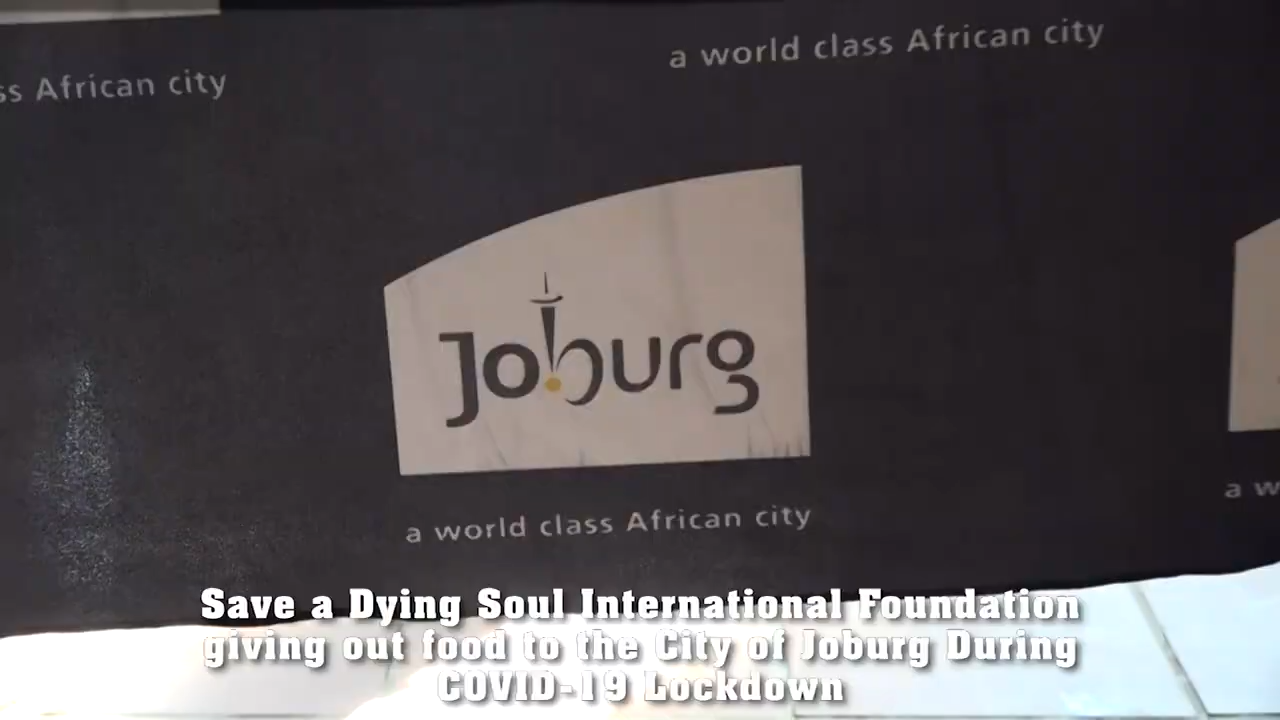 a world class African city
ss African city
Joburg
a w
a world class African city
Save a Dying Soul International Foundation
giving out food to the City of Joburg During
COVID-19 Lockdown